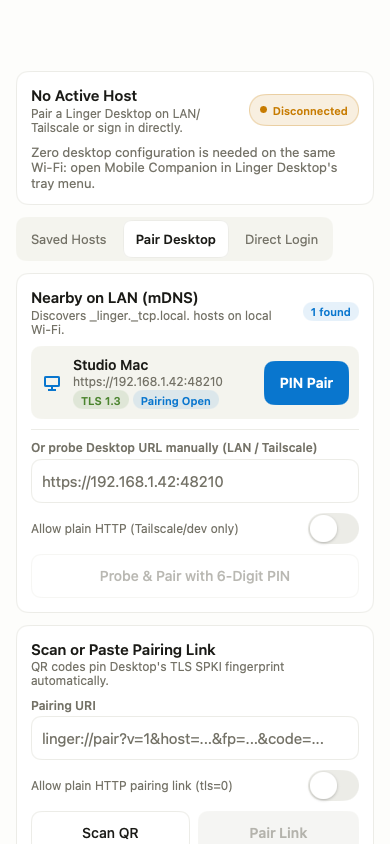 No Active Host
Pair a Linger Desktop on LAN/
Tailscale or sign in directly.
Disconnected
Zero desktop configuration is needed on the same
Wi-Fi: open Mobile Companion in Linger Desktop's
tray menu.
Saved Hosts
Pair Desktop
Direct Login
Nearby on LAN (mDNS)
Discovers _linger._tcp.local. hosts on local
Wi-Fi.
1 found
Studio Mac
https://192.168.1.42:48210
TLS 1.3
Pairing Open
PIN Pair
Or probe Desktop URL manually (LAN / Tailscale)
https://192.168.1.42:48210
Allow plain HTTP (Tailscale/dev only)
Probe & Pair with 6-Digit PIN
Scan or Paste Pairing Link
QR codes pin Desktop's TLS SPKI fingerprint
automatically.
Pairing URI
linger://pair?v=1&host=...&fp=...&code=...
Allow plain HTTP pairing link (tls=0)
Scan QR
Pair Link